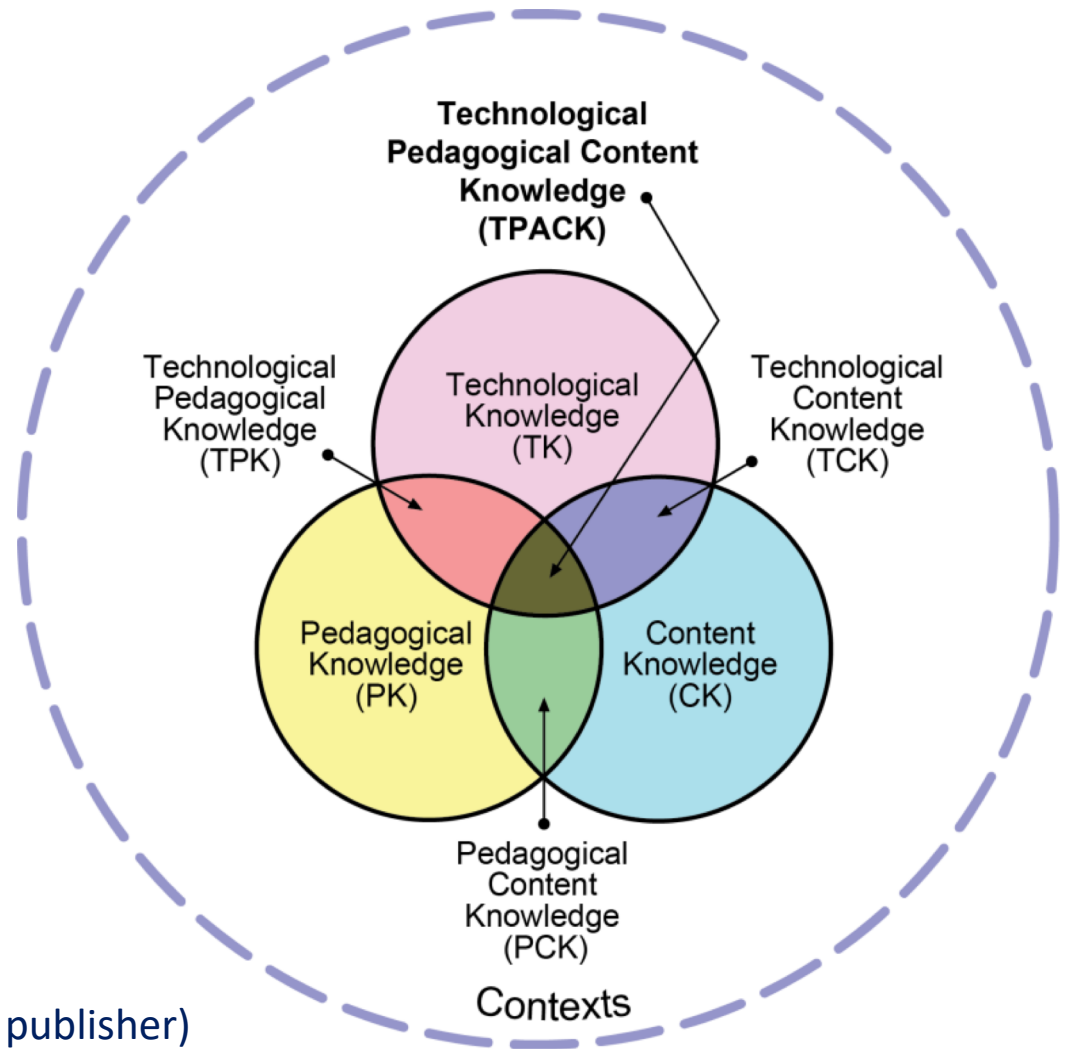 Technological
Pedagogical Content
Knowledge
(TPACK)
Technological
Pedagogical
Knowledge
(TPK)
Technological
Knowledge
(TK)
Technological
Content
Knowledge
(TCK)
Pedagogical
Knowledge
(PK)
Content
Knowledge
(CK)
Pedagogical
Content
Knowledge
(PCK)
Contexts
publisher)